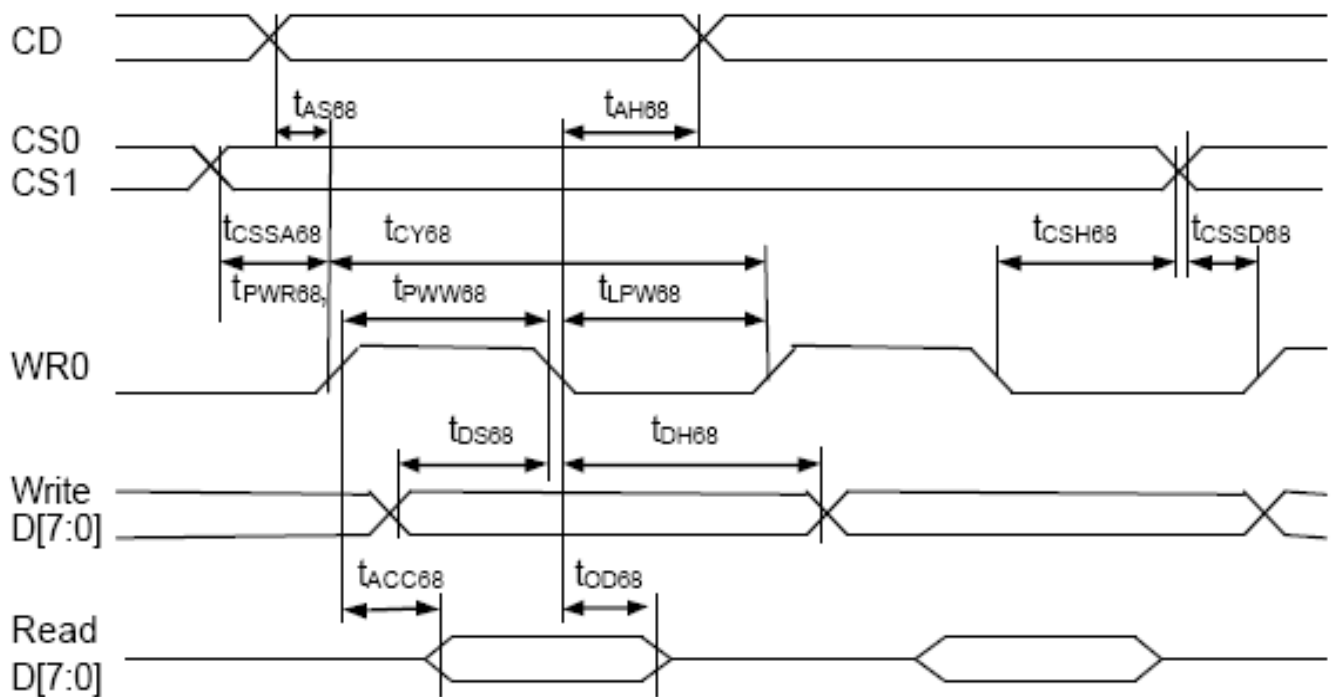 CD
tAS68 tAH68
CS0
CS1
tCSSA68 tCY68 tCSH68 tCSSD68
tPWR68, tPWW68 tLPW68
WR0
tDS68 tDH68
Write
D[7:0]
tACC68 tOD68
Read
D[7:0]